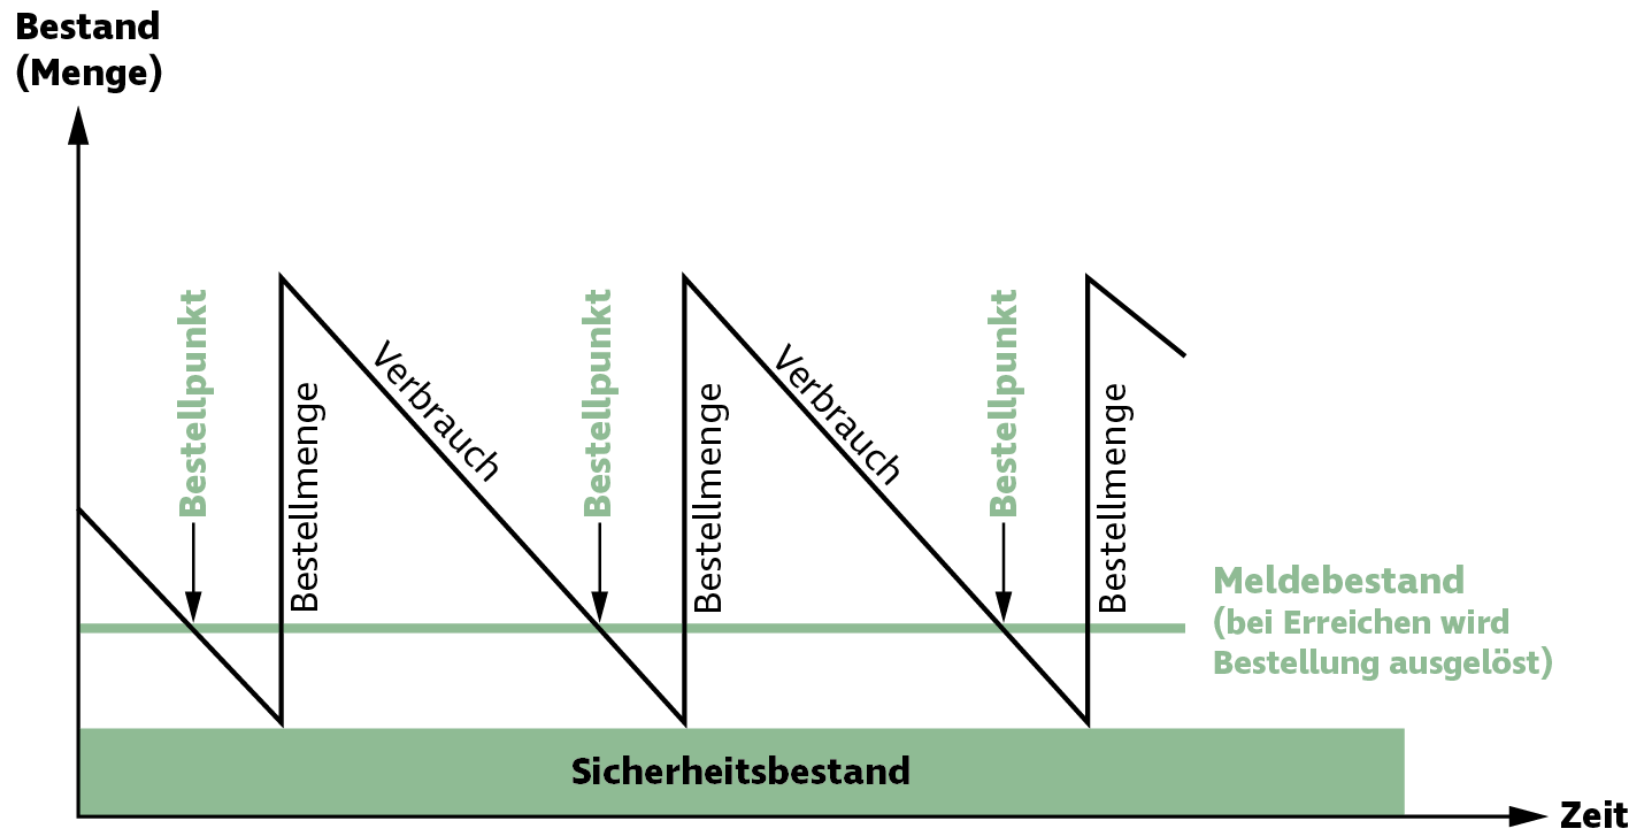 Bestand
(Menge)
Bestellpunkt
Bestellmenge
Verbrauch
Bestellpunkt
Bestellmenge
Verbrauch
Bestellpunkt
Bestellmenge
Meldebestand
(bei Erreichen wird
Bestellung ausgelöst)
Sicherheitsbestand
Zeit